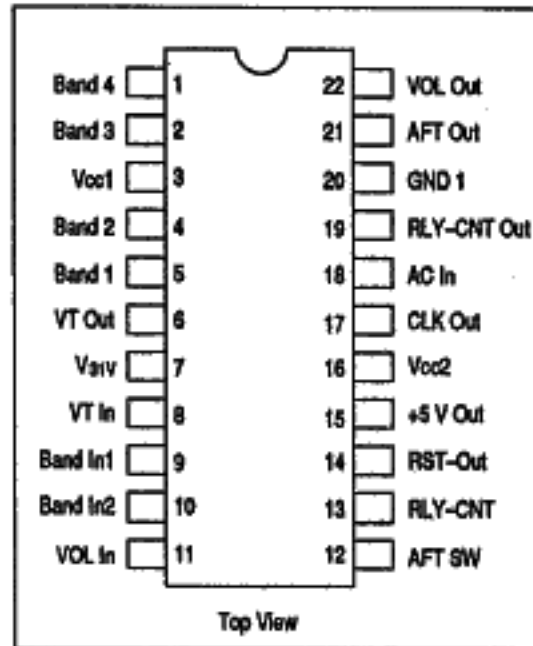 Band 4 1 22 VOL Out
Band 3 2 21 AFT Out
Vcc1 3 20 GND 1
Band 2 4 19 RLY-CNT Out
Band 1 5 18 AC In
VT Out 6 17 CLK Out
V31V 7 16 Vcc2
VT In 8 15 +5 V Out
Band In1 9 14 RST-Out
Band In2 10 13 RLY-CNT
VOL In 11 12 AFT SW
Top View